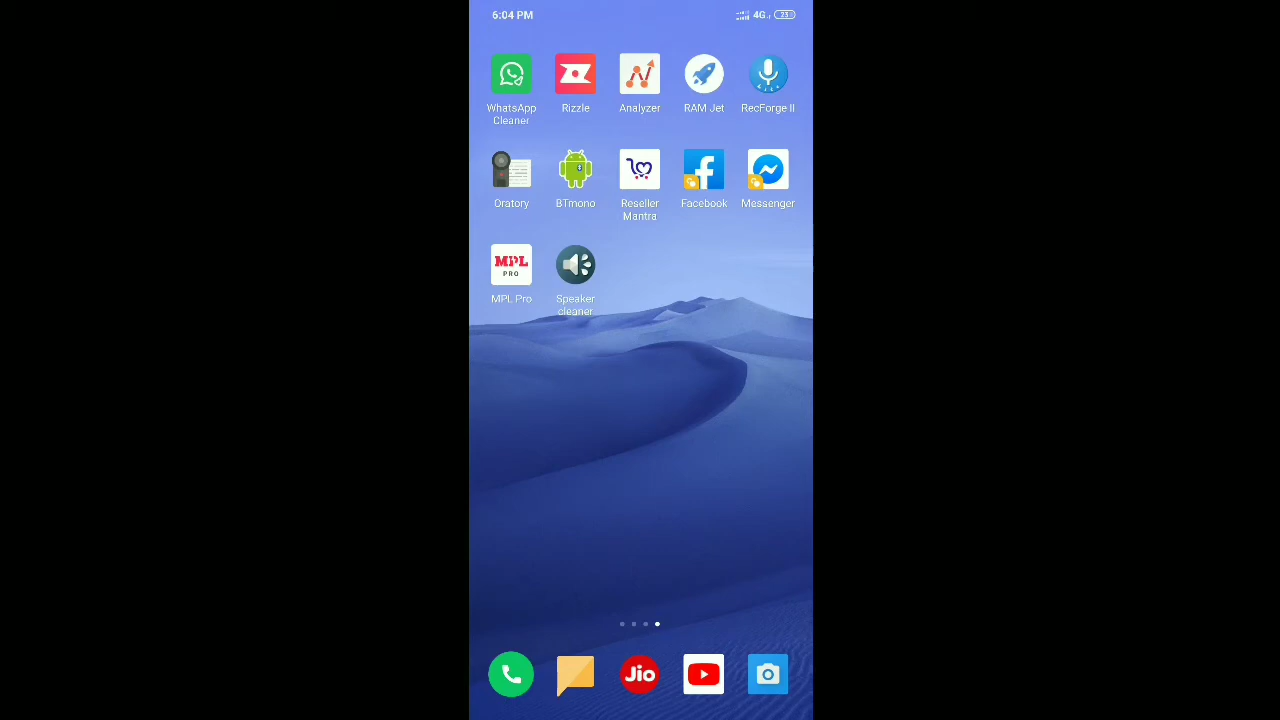 6:04 PM 4G 23
WhatsApp Cleaner
Rizzle
Analyzer
RAM Jet
RecForge II
Oratory
BTmono
Reseller Mantra
Facebook
Messenger
MPL
PRO
MPL Pro
Speaker cleaner
Jio